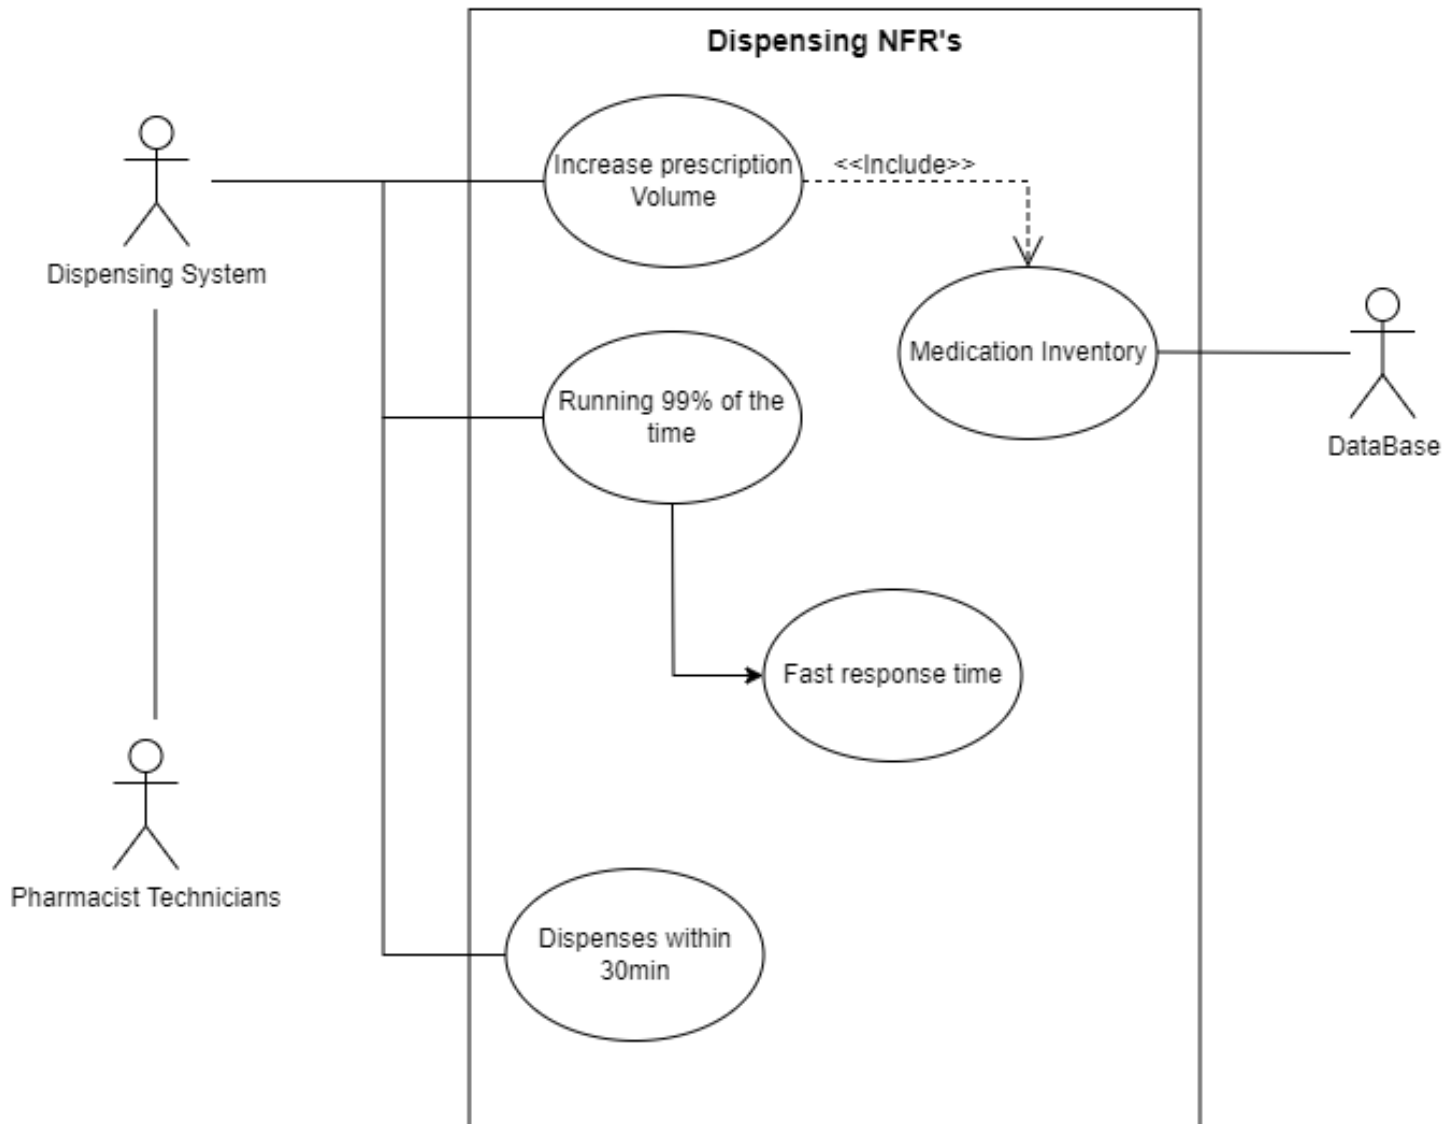 Dispensing NFR's
Increase prescription
Volume
<<Include>>
Dispensing System
Medication Inventory
Running 99% of the
time
DataBase
Fast response time
Pharmacist Technicians
Dispenses within
30min